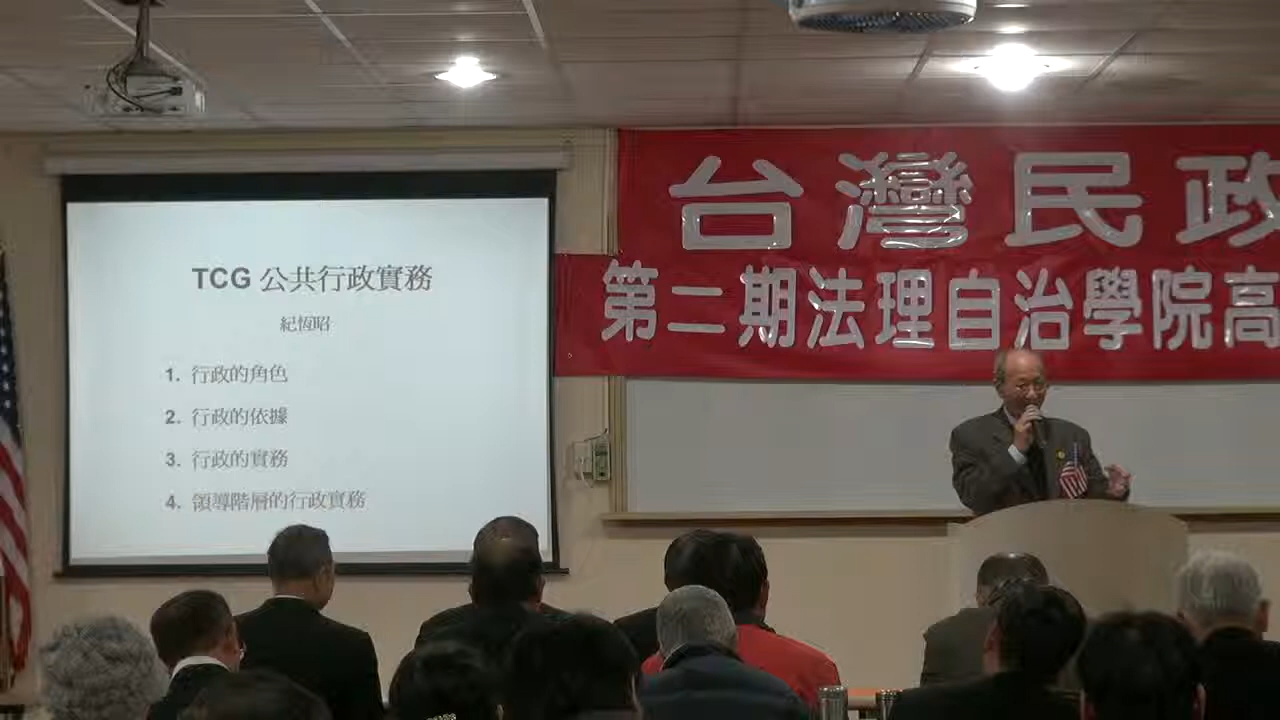 TCG 公共行政實務
紀恆昭
1. 行政的角色
2. 行政的依據
3. 行政的實務
4. 領導階層的行政實務
台灣民政
第二期法理自治學院高